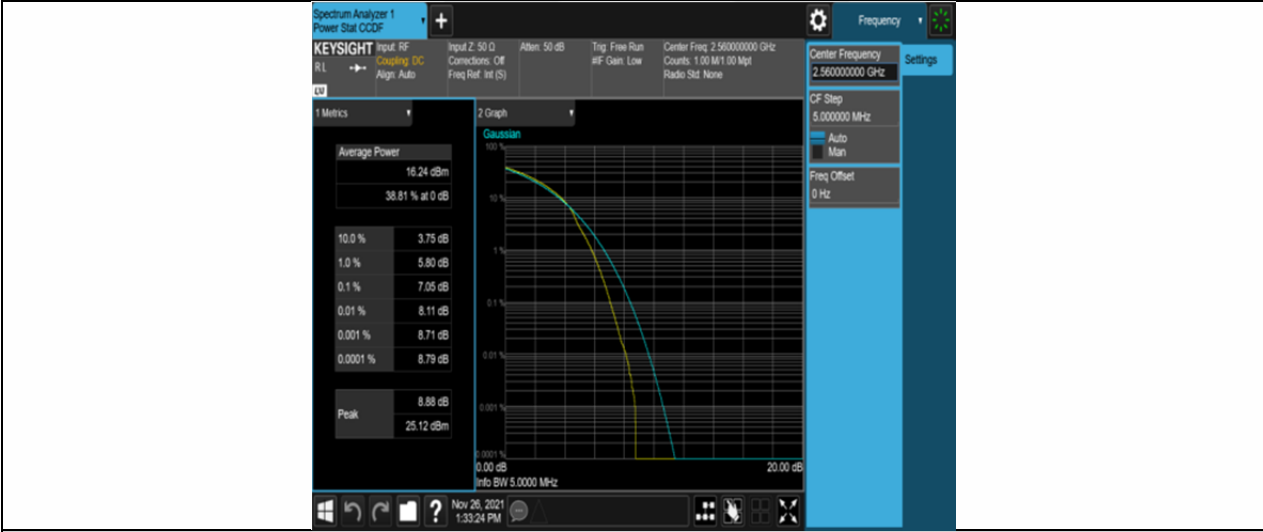 Spectrum Analyzer 1
Power Stat CCDF
+
Frequency
KEYSIGHT
R L
LV
Input: RF
Coupling: DC
Align: Auto
Input Z: 50 Ω
Corrections: Off
Freq Ref: Int (S)
Atten: 50 dB
Trig: Free Run
#IF Gain: Low
Center Freq: 2.560000000 GHz
Counts: 1.00 M/1.00 Mpt
Radio Std: None
Center Frequency
2.560000000 GHz
Settings
CF Step
5.000000 MHz
Auto
Man
Freq Offset
0 Hz
1 Metrics
Average Power
16.24 dBm
38.81 % at 0 dB
10.0 % 3.75 dB
1.0 % 5.80 dB
0.1 % 7.05 dB
0.01 % 8.11 dB
0.001 % 8.71 dB
0.0001 % 8.79 dB
Peak
8.88 dB
25.12 dBm
2 Graph
Gaussian
100 %
10 %
1 %
0.1 %
0.01 %
0.001 %
0.0001 %
0.00 dB 20.00 dB
Info BW 5.0000 MHz
?
Nov 26, 2021
1:33:24 PM